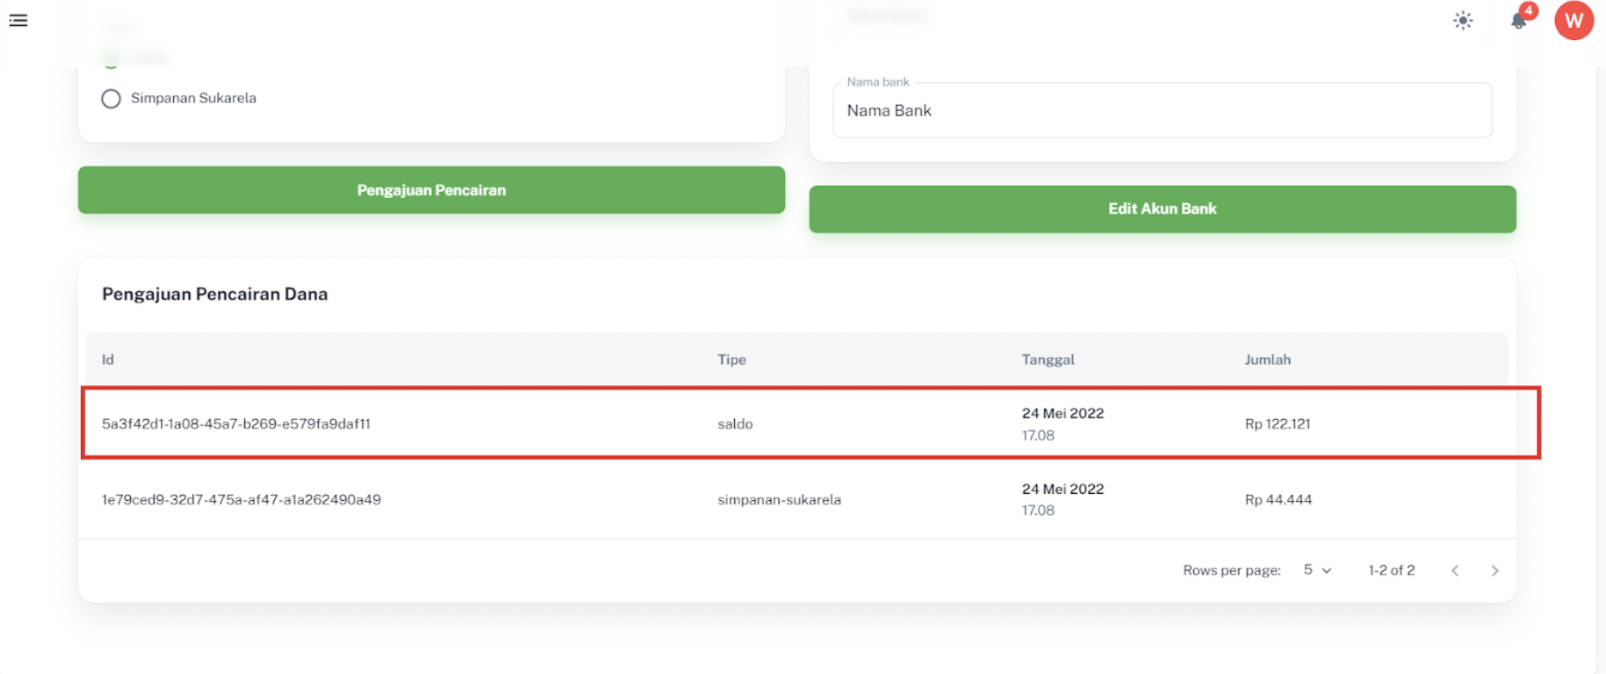 4
W
Simpanan Sukarela
Nama bank
Nama Bank
Pengajuan Pencairan
Edit Akun Bank
Pengajuan Pencairan Dana
Id Tipe Tanggal Jumlah
5a3f42d1-1a08-45a7-b269-e579fa9daf11 saldo 24 Mei 2022 Rp 122.121
17.08
1e79ced9-32d7-475a-af47-a1a262490a49 simpanan-sukarela 24 Mei 2022 Rp 44.444
17.08
Rows per page: 5 1-2 of 2